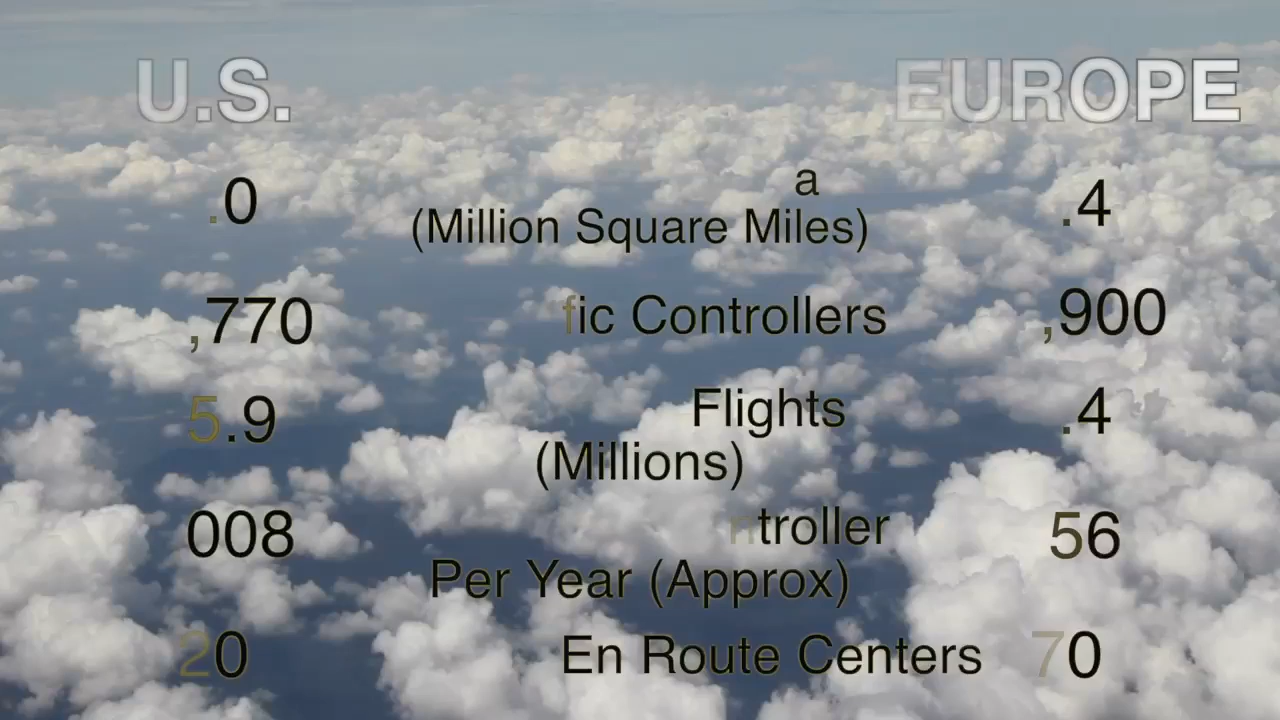 U.S. EUROPE
.0 a .4
(Million Square Miles)
,770 fic Controllers ,900
5.9 Flights .4
(Millions)
008 ntroller 56
Per Year (Approx)
20 En Route Centers 70